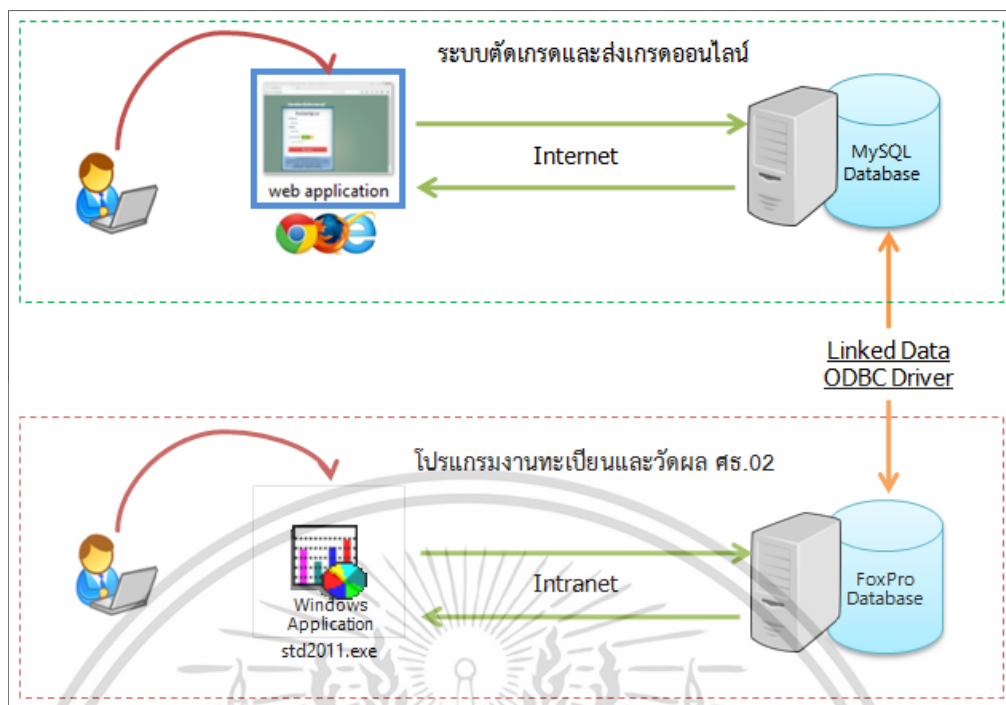 ระบบตัดเกรดและส่งเกรดออนไลน์
web application
Internet
MySQL
Database
Linked Data
ODBC Driver
โปรแกรมงานทะเบียนและวัดผล ศธ.02
Windows
Application
std2011.exe
Intranet
FoxPro
Database